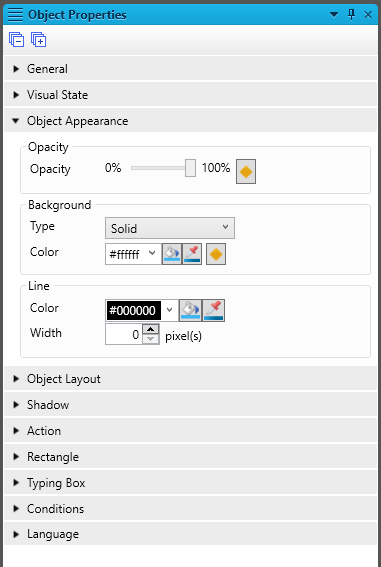 Object Properties
General
Visual State
Object Appearance
Opacity
Opacity 0% 100%
Background
Type Solid
Color #ffffff
Line
Color #000000
Width 0 pixel(s)
Object Layout
Shadow
Action
Rectangle
Typing Box
Conditions
Language